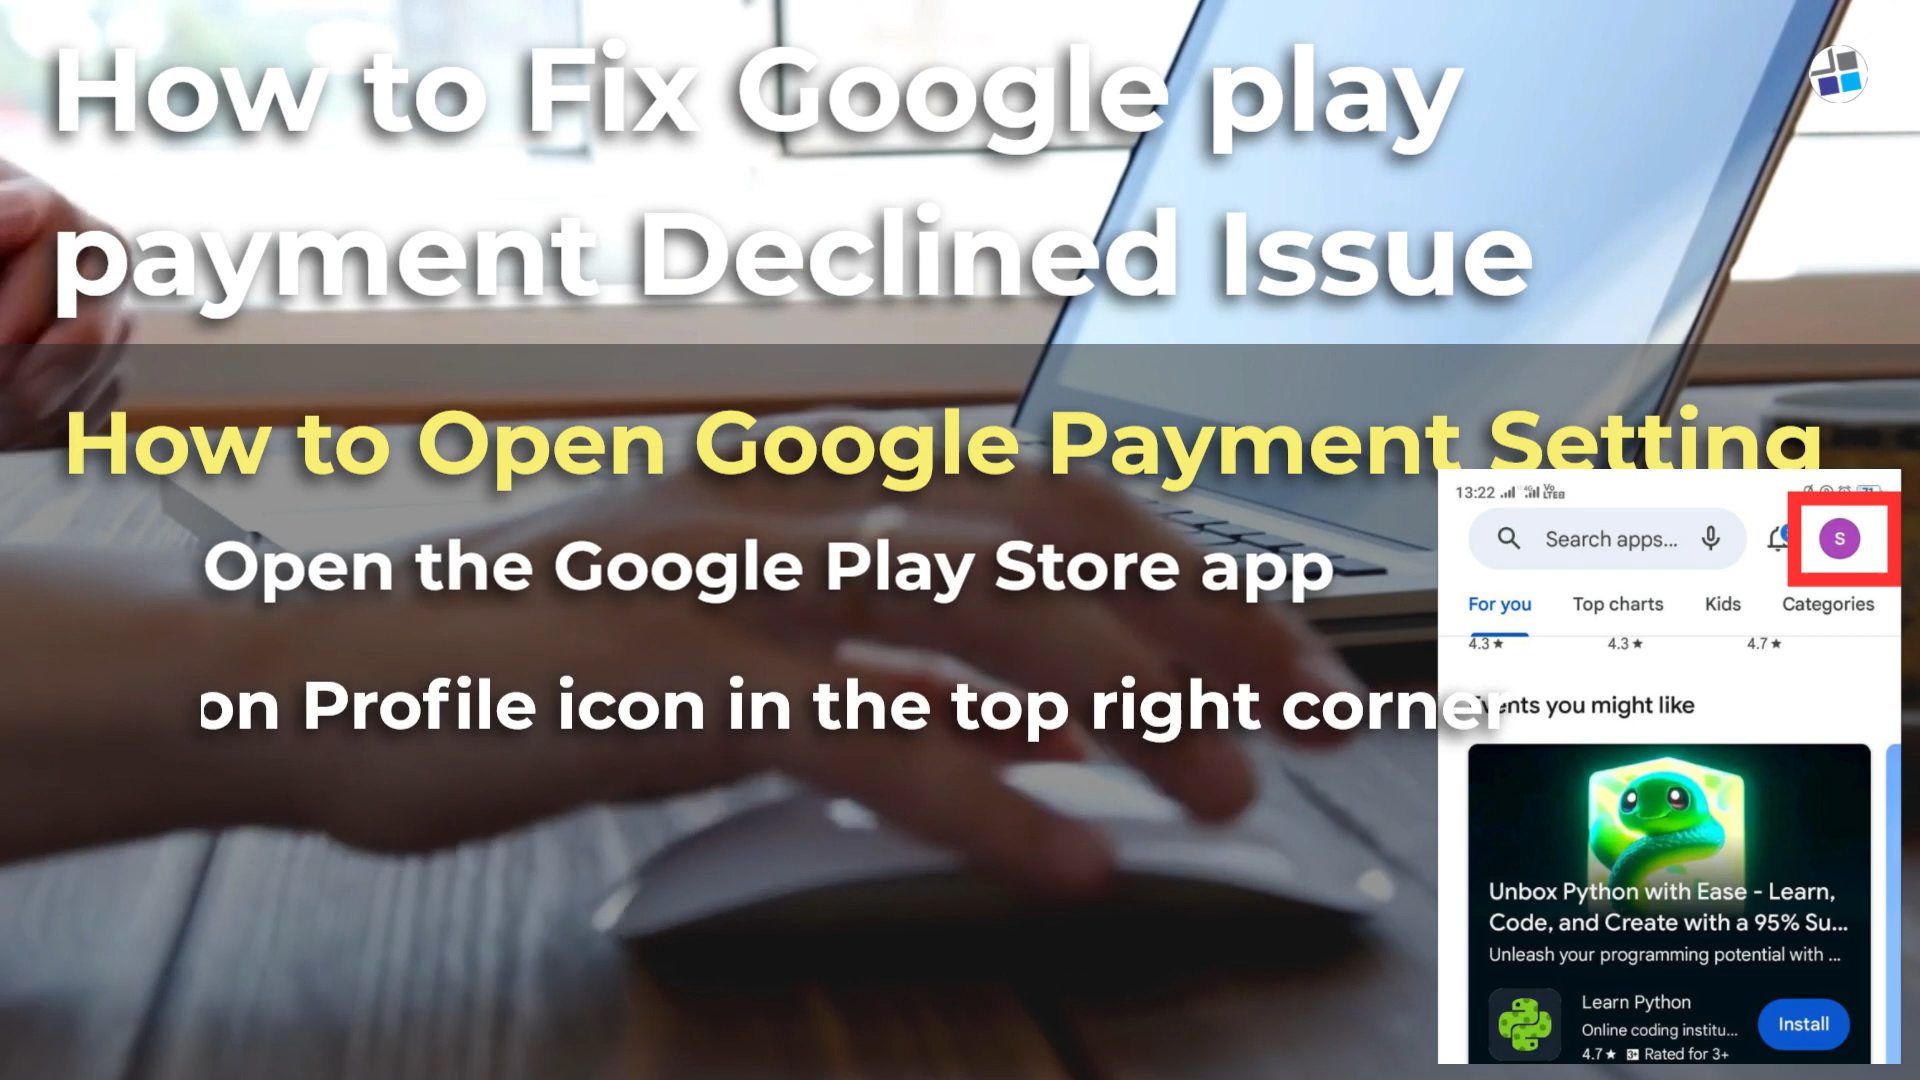 How to Fix Google play
payment Declined Issue
How to Open Google Payment Setting
Open the Google Play Store app
on Profile icon in the top right corner
13:22
Search apps...
S
For you Top charts Kids Categories
4.3★ 4.3★ 4.7★
ents you might like
Unbox Python with Ease - Learn,
Code, and Create with a 95% Su...
Unleash your programming potential with ...
Learn Python
Online coding institu...
Install
4.7★ 3+ Rated for 3+